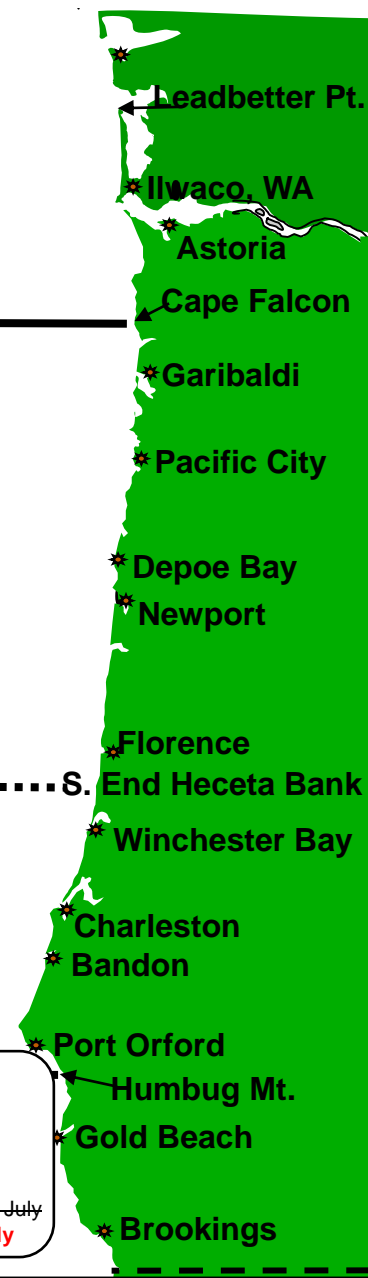 Leadbetter Pt.
Ilwaco, WA
Astoria
Cape Falcon
Garibaldi
Pacific City
Depoe Bay
Newport
Florence
S. End Heceta Bank
Winchester Bay
Charleston
Bandon
Port Orford
Humbug Mt.
Gold Beach
July
Brookings